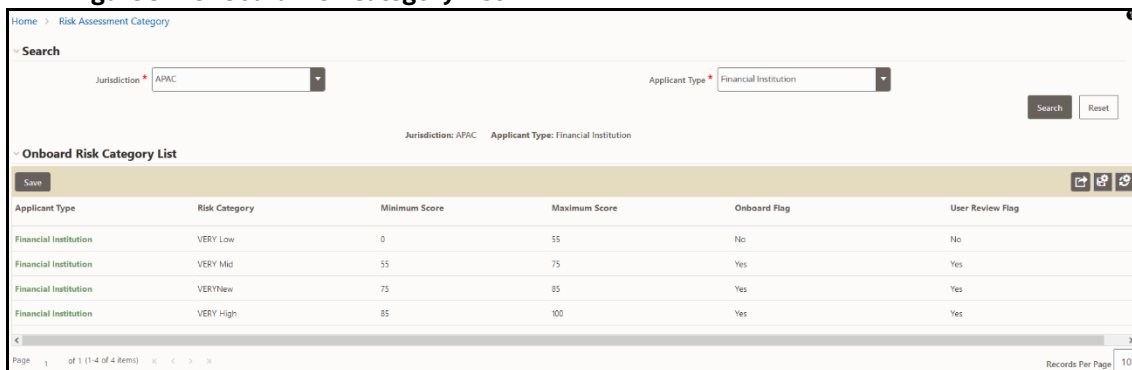 Home > Risk Assessment Category
Search
Jurisdiction * APAC Applicant Type * Financial Institution
Search Reset
Jurisdiction: APAC Applicant Type: Financial Institution
Onboard Risk Category List
Save
Applicant Type Risk Category Minimum Score Maximum Score Onboard Flag User Review Flag
Financial Institution VERY Low 0 55 No No
Financial Institution VERY Mid 55 75 Yes Yes
Financial Institution VERYNew 75 85 Yes Yes
Financial Institution VERY High 85 100 Yes Yes
Page 1 of 1 (1-4 of 4 items) Records Per Page 10